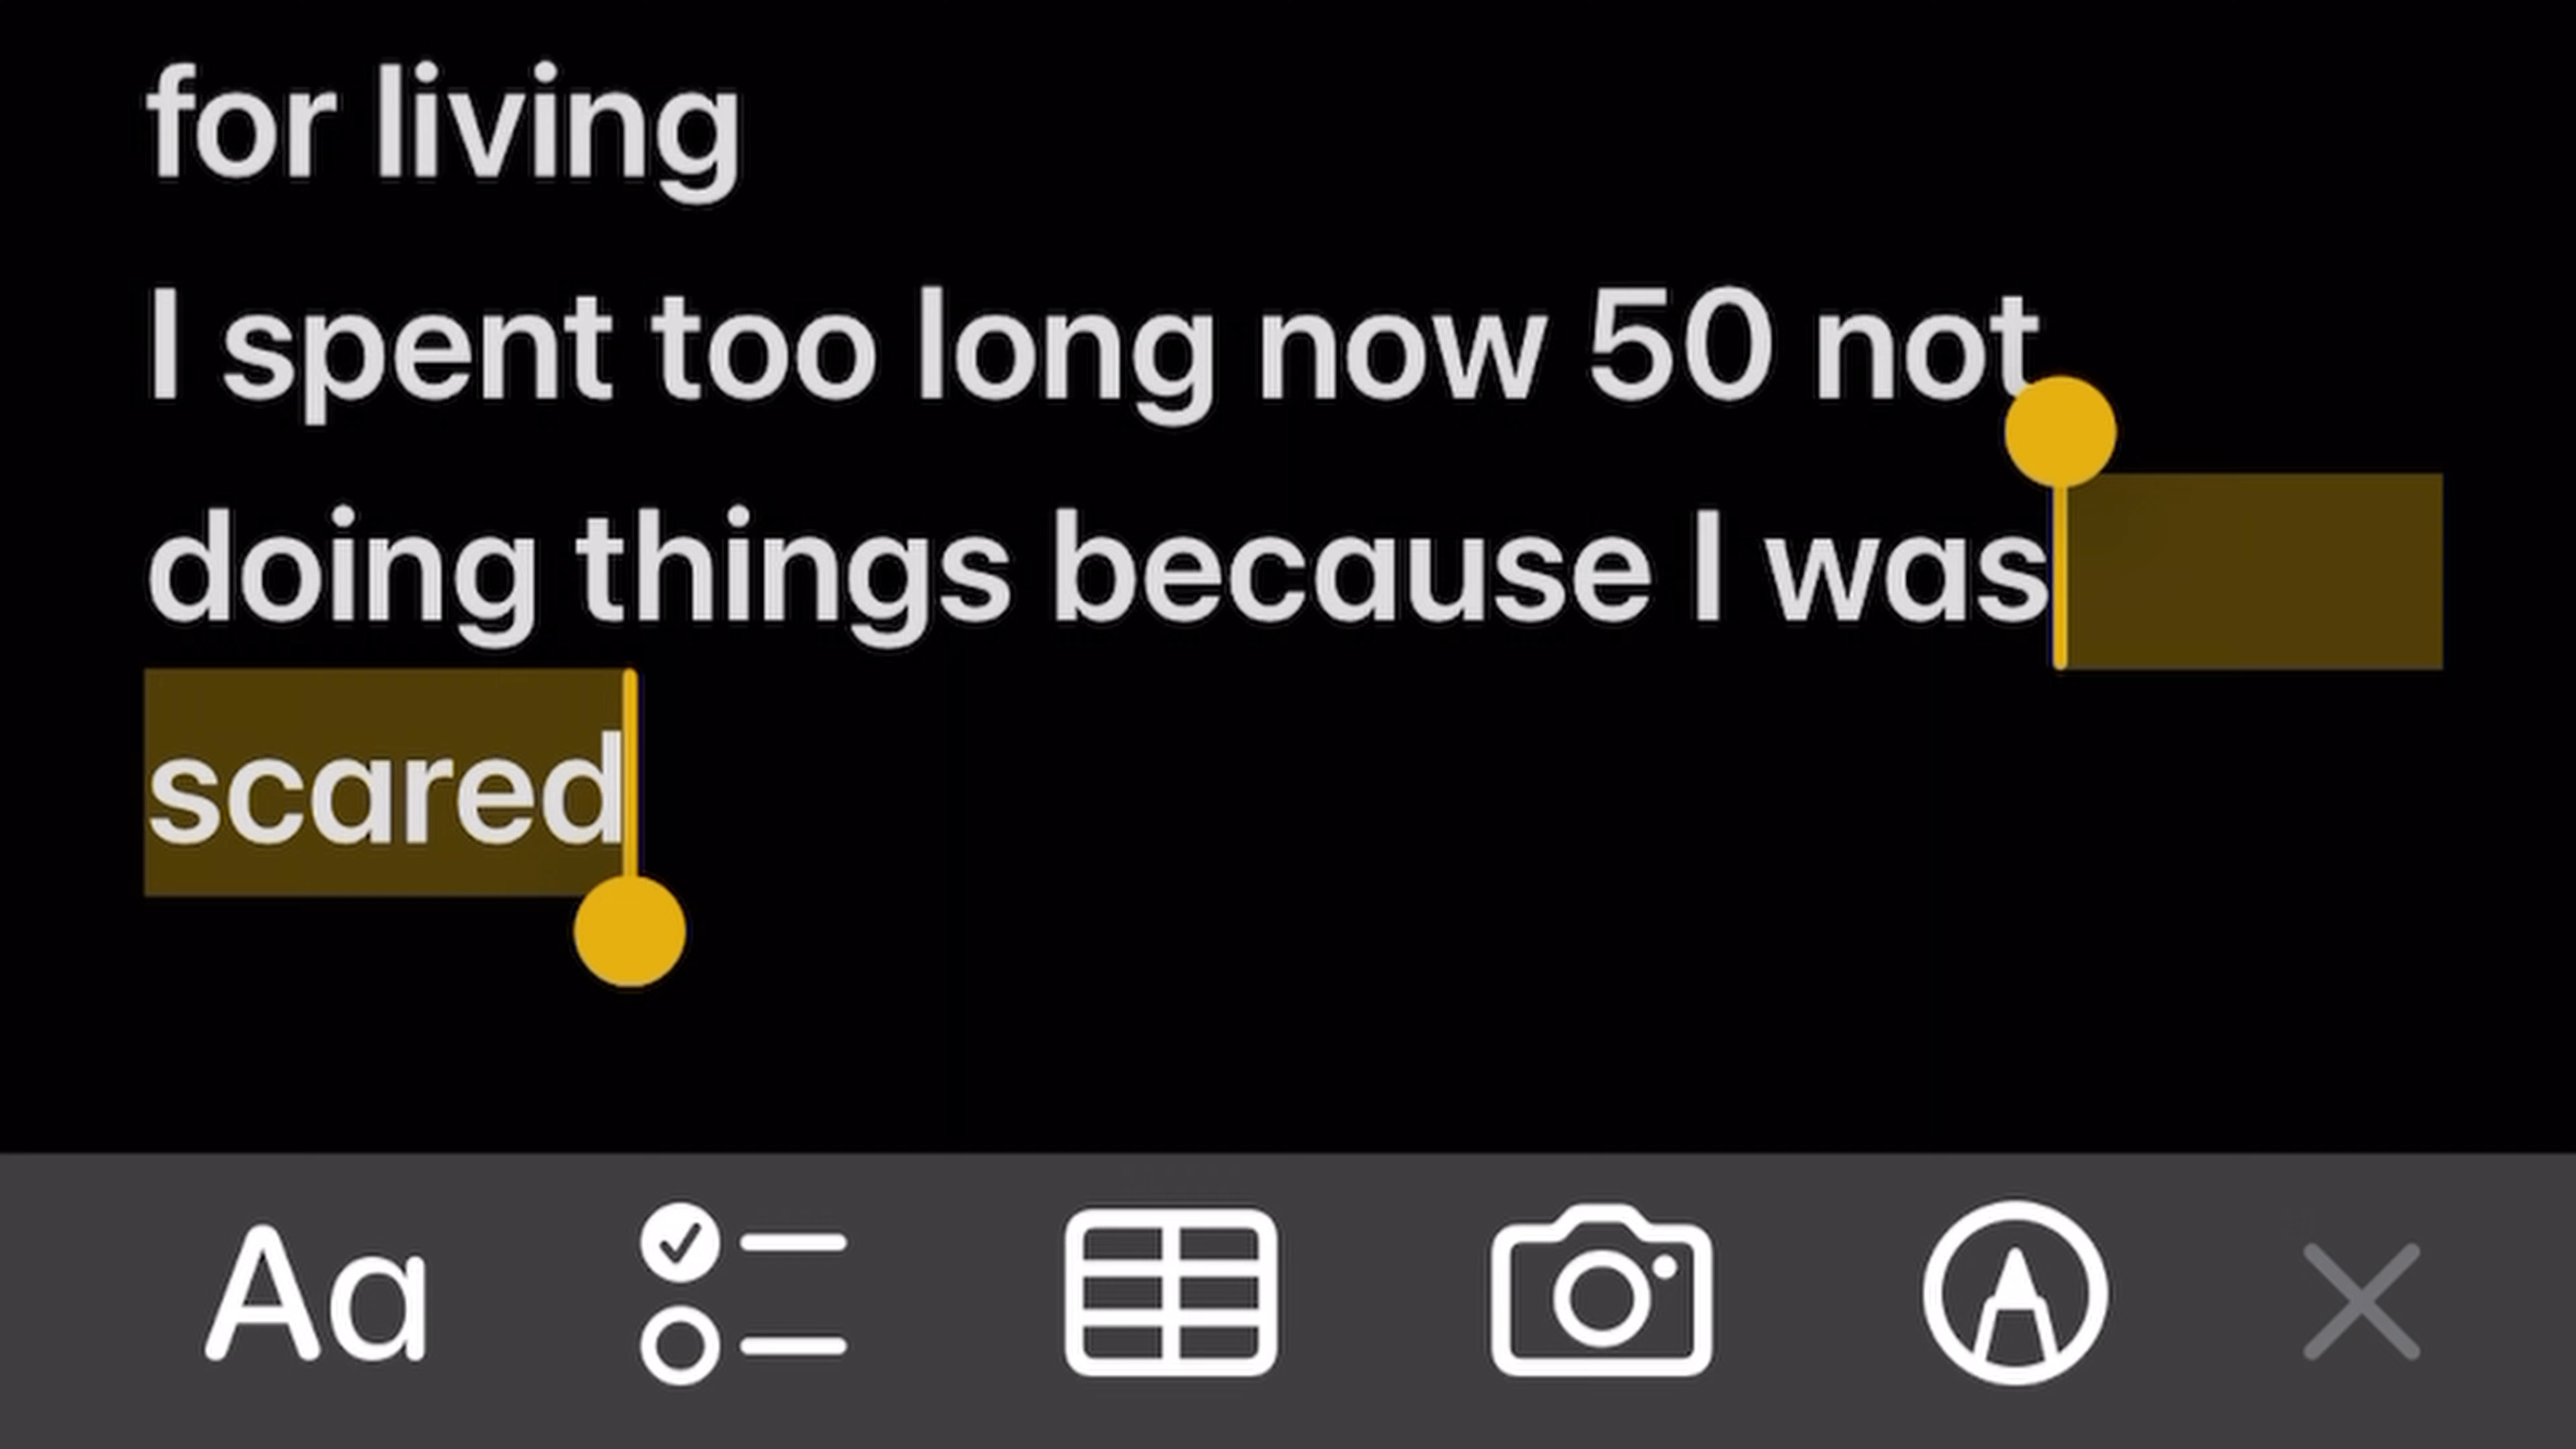 for living
I spent too long now 50 not
doing things because I was
scared
Aa